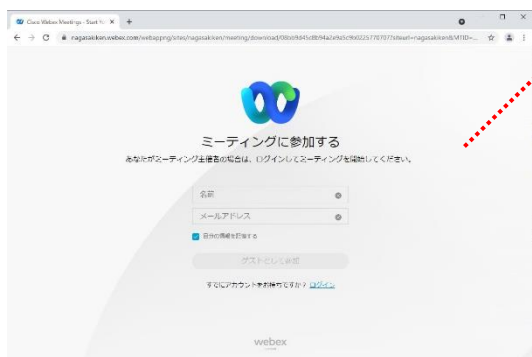 Cisco Webex Meetings - Start Yo
nagasakiken.webex.com/webappng/sites/nagasakiken/meeting/download/
ミーティングに参加する
あなたがミーティング主催者の場合は、ログインしてミーティングを開始してください。
名前
メールアドレス
自分の情報を記憶する
ゲストとして参加
すでにアカウントをお持ちですか? ログイン
webex